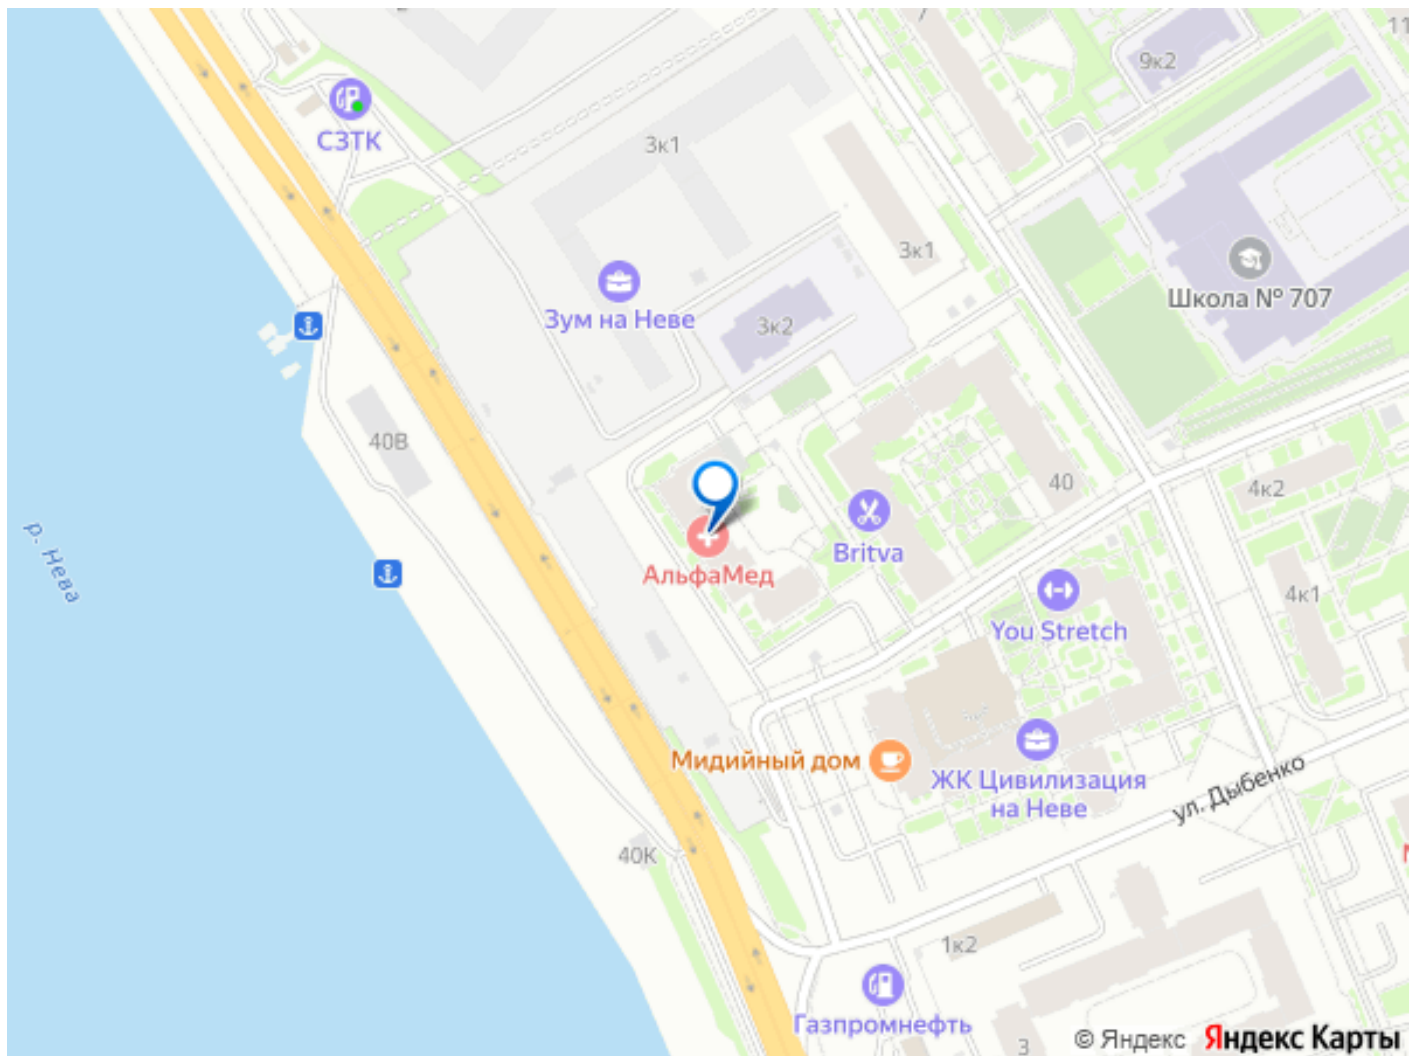 11
9к2
СЗТК
3к1
3к1
Школа № 707
Зум на Неве
3к2
40В
40
4к2
р. Нева
Britva
АльфаМед
4к1
You Stretch
Мидийный дом
ЖК Цивилизация
на Неве
ул. Дыбенко
40К
1к2
Газпромнефть
3
© Яндекс Яндекс Карты